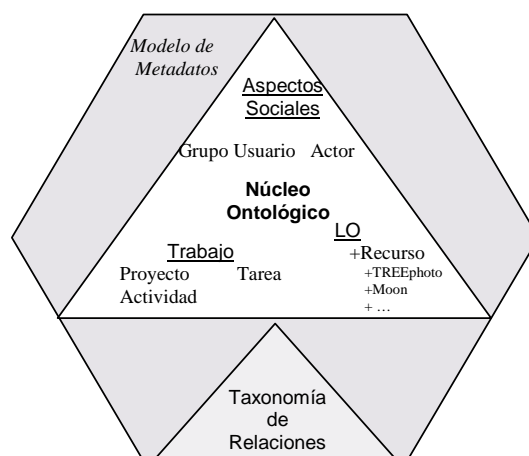 Modelo de
Metadatos
Aspectos
Sociales
Grupo Usuario Actor
Núcleo
Ontológico
LO
+Recurso
+TREEphoto
+Moon
+ ...
Trabajo
Proyecto Tarea
Actividad
Taxonomía
de
Relaciones